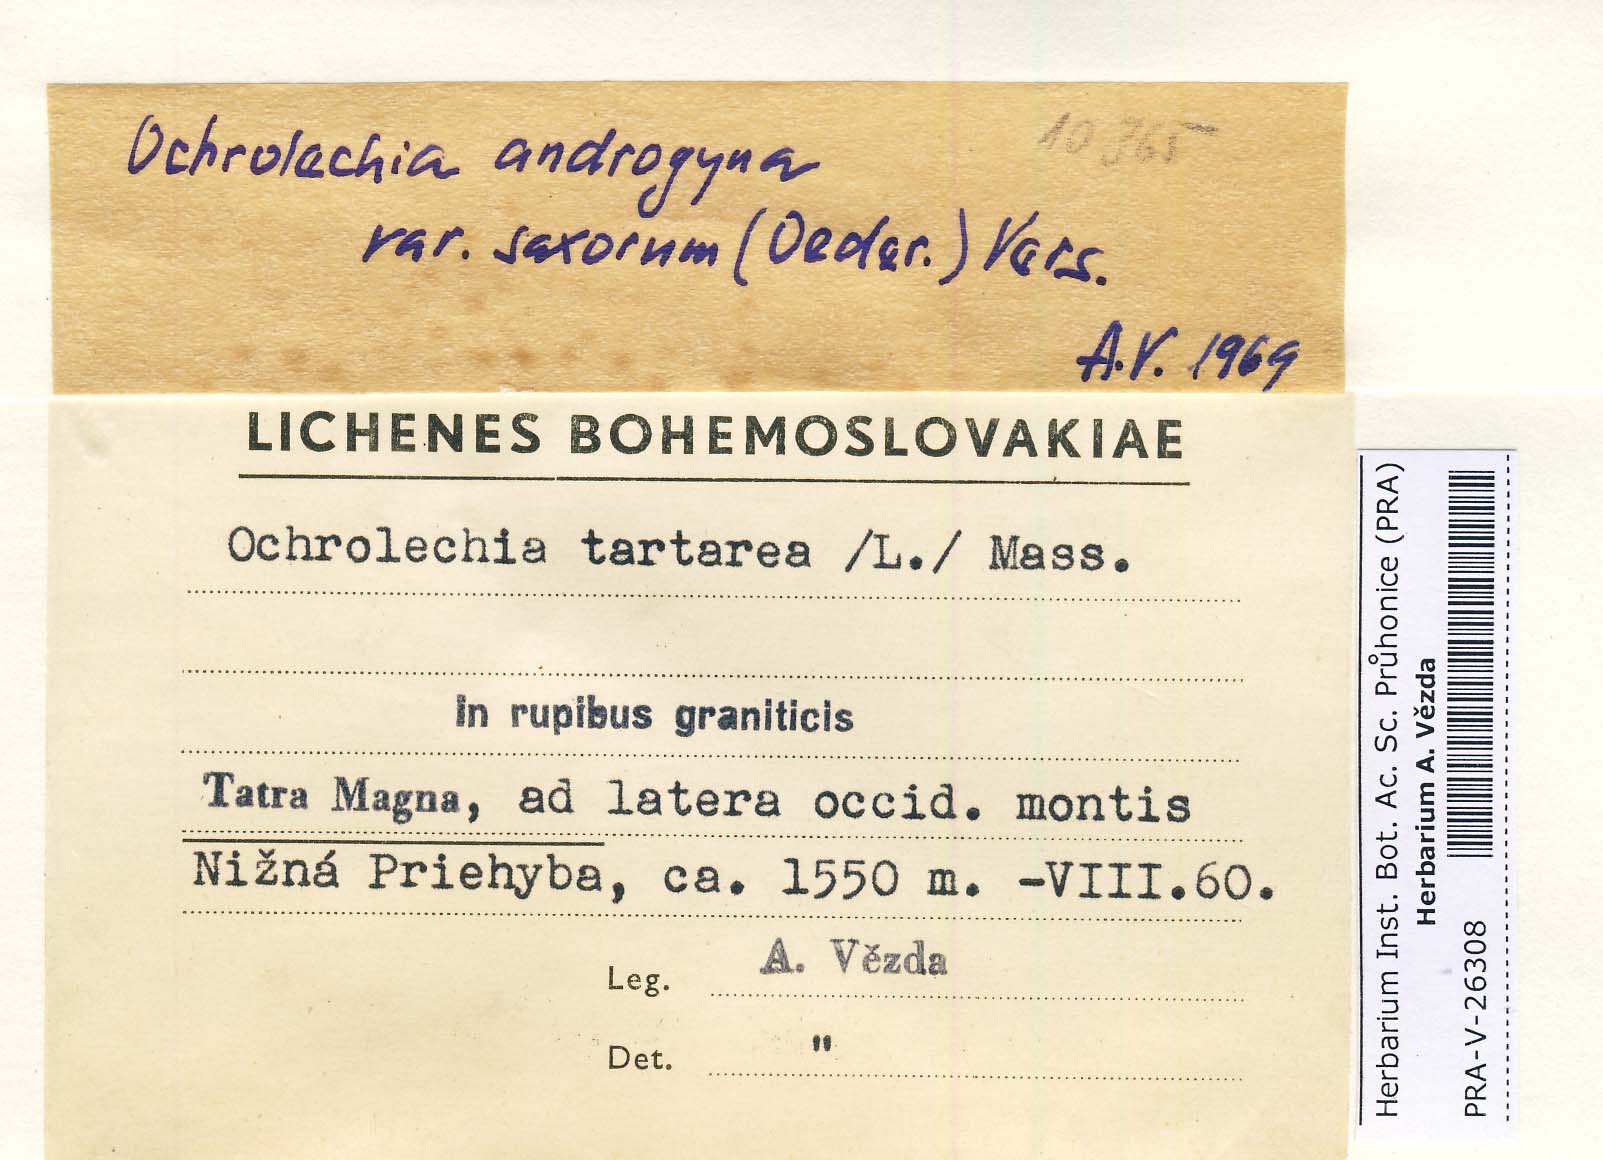 Ochrolechia androgyna
10365
var. saxorum (Oeder.) Vers.
A.V. 1969
LICHENES BOHEMOSLOVAKIAE
Ochrolechia tartarea /L./ Mass.
in rupibus graniticis
Tatra Magna, ad latera occid. montis
Nižná Priehyba, ca. 1550 m. -VIII.60.
Leg. A. Vězda
Det. "
Herbarium Inst. Bot. Ac. Sc. Průhonice (PRA)
Herbarium A. Vězda
PRA-V-26308